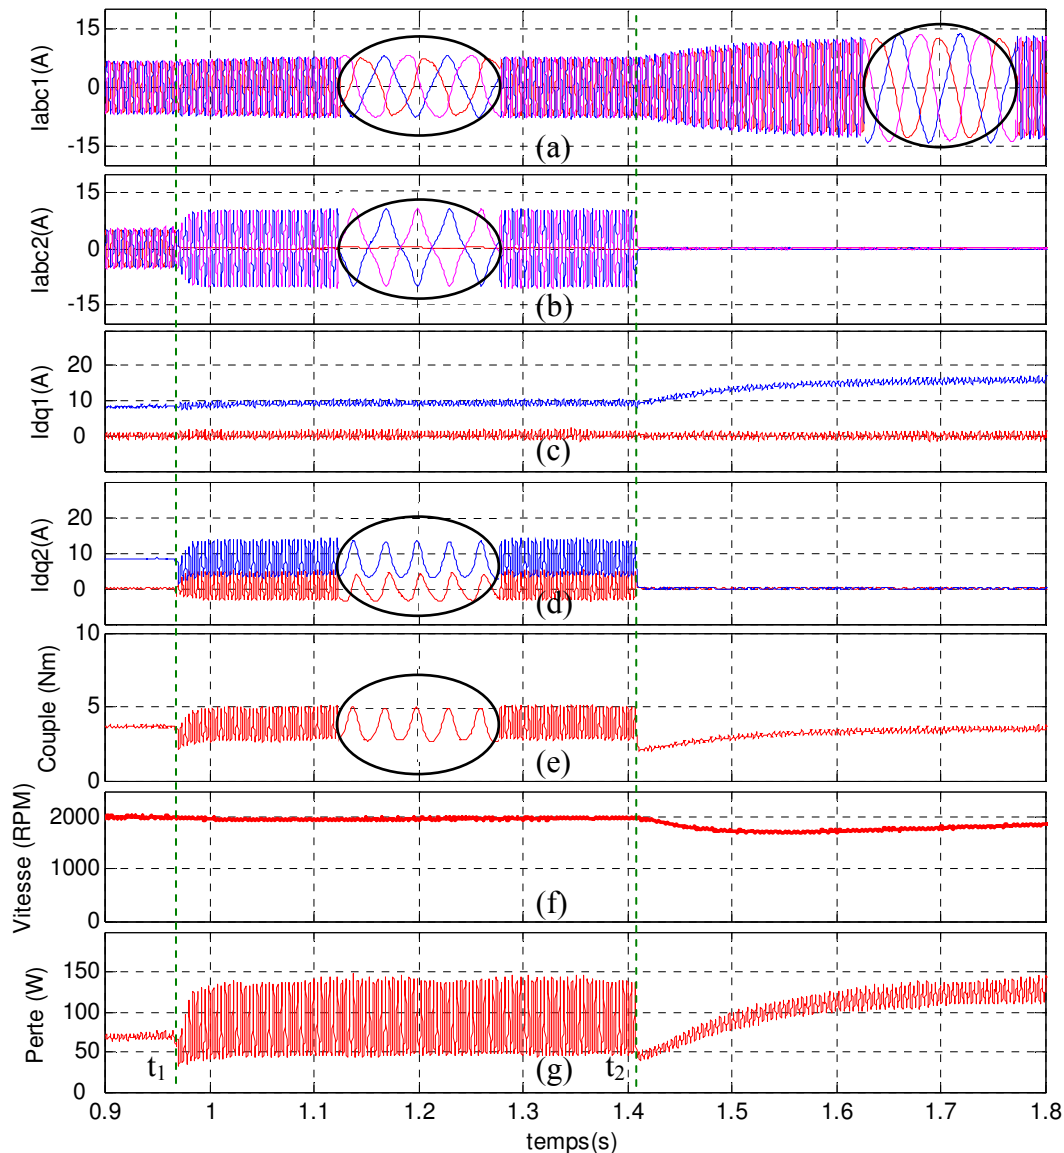 Iabc1(A)
15
0
-15
(a)
Iabc2(A)
15
0
-15
(b)
Idq1(A)
20
10
0
(c)
Idq2(A)
20
10
0
(d)
Couple (Nm)
10
5
0
(e)
Vitesse (RPM)
2000
1000
0
(f)
Perte (W)
150
100
50
0
t1
t2
(g)
0.9 1 1.1 1.2 1.3 1.4 1.5 1.6 1.7 1.8
temps(s)